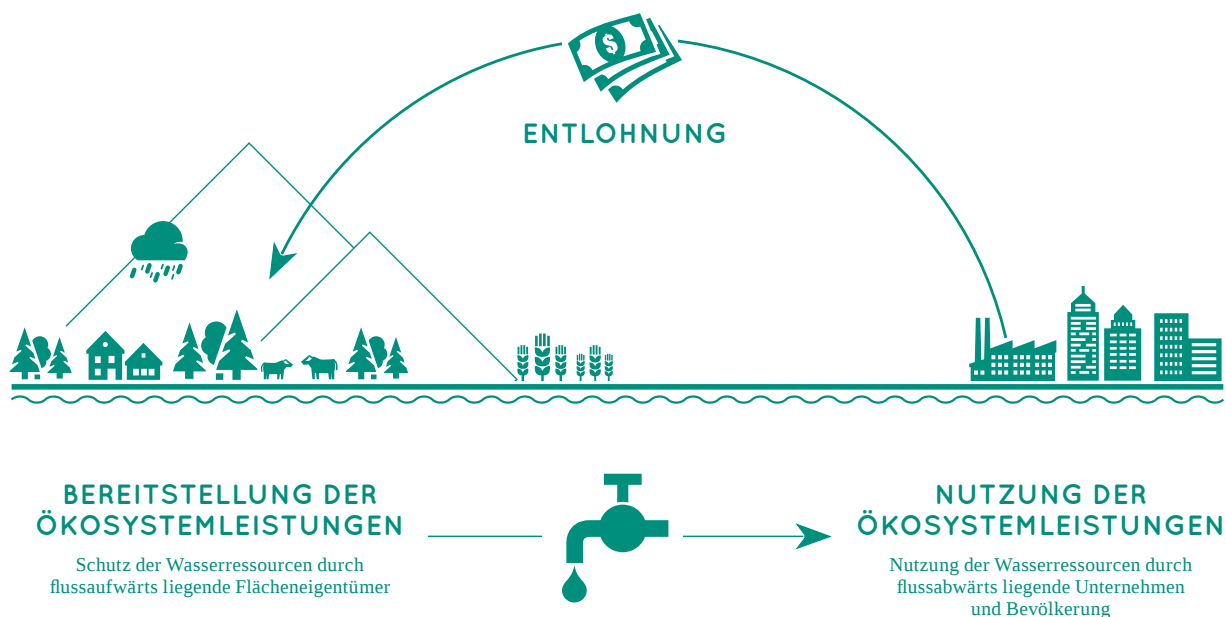 $
ENTLOHNUNG
BEREITSTELLUNG DER
ÖKOSYSTEMLEISTUNGEN
Schutz der Wasserressourcen durch
flussaufwärts liegende Flächeneigentümer
NUTZUNG DER
ÖKOSYSTEMLEISTUNGEN
Nutzung der Wasserressourcen durch
flussabwärts liegende Unternehmen
und Bevölkerung